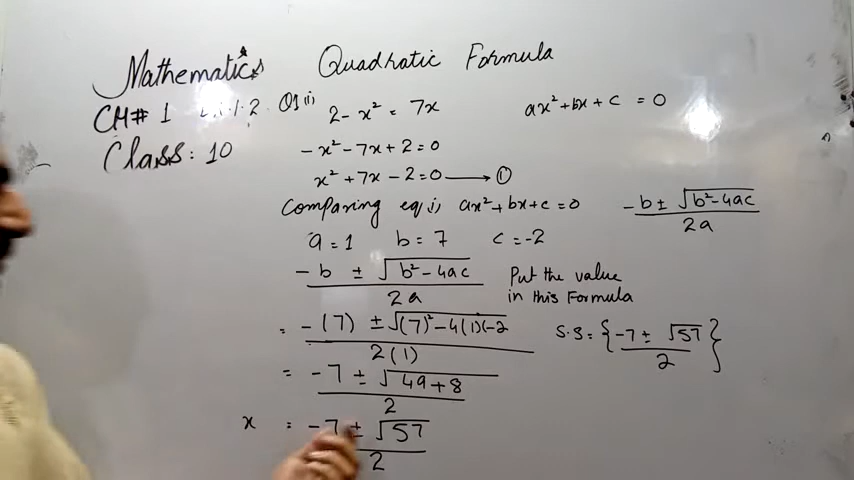 Mathematics Quadratic Formula
CH# 1 1.2 Q1 (i) 2 - x² = 7x ax² + bx + c = 0
Class: 10
- x² - 7x + 2 = 0
x² + 7x - 2 = 0 ⟶ ①
Comparing eq i, ax² + bx + c = 0
-b ± √(b² - 4ac) / 2a
a = 1 b = 7 c = -2
-b ± √(b² - 4ac) / 2a
Put the value
in this Formula
= -(7) ± √((7)² - 4(1)(-2 / 2(1)
S.S = {-7 ± √57 / 2}
= -7 ± √(49 + 8) / 2
x = -7 ± √57 / 2